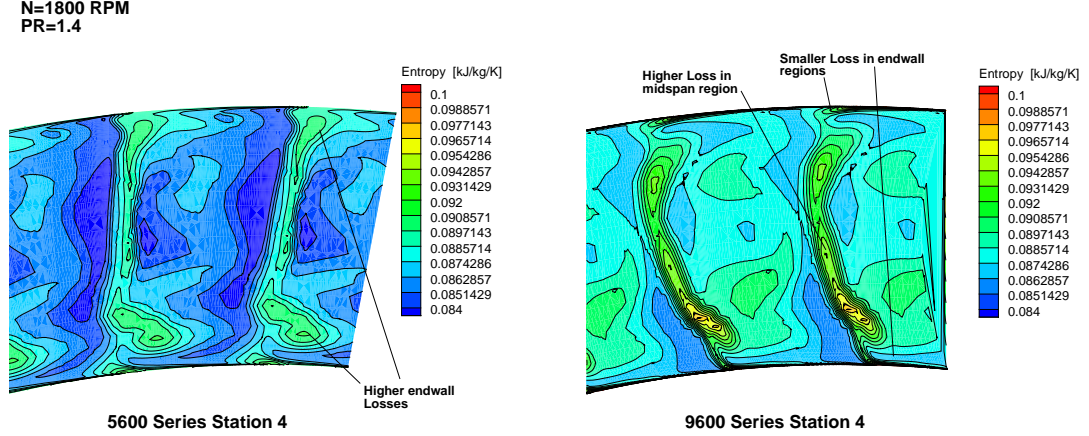 N=1800 RPM
PR=1.4
Entropy [kJ/kg/K]
0.1
0.0988571
0.0977143
0.0965714
0.0954286
0.0942857
0.0931429
0.092
0.0908571
0.0897143
0.0885714
0.0874286
0.0862857
0.0851429
0.084
Higher endwall
Losses
5600 Series Station 4
Higher Loss in
midspan region
Smaller Loss in endwall
regions
Entropy [kJ/kg/K]
0.1
0.0988571
0.0977143
0.0965714
0.0954286
0.0942857
0.0931429
0.092
0.0908571
0.0897143
0.0885714
0.0874286
0.0862857
0.0851429
0.084
9600 Series Station 4